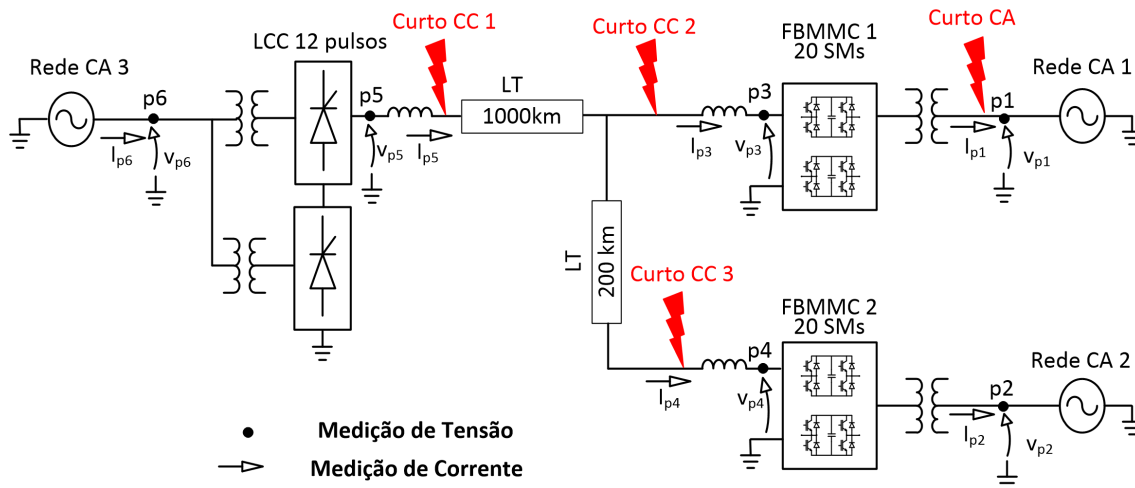 Curto CC 1
Curto CC 2
FBMMC 1
20 SMs
Curto CA
LCC 12 pulsos
Rede CA 3
Rede CA 1
p6
p5
LT
1000km
p3
p1
Ip6
vp6
vp5
Ip5
Ip3
vp3
Ip1
vp1
LT
200 km
Curto CC 3
FBMMC 2
20 SMs
p4
Rede CA 2
p2
Ip4
vp4
Ip2
vp2
Medição de Tensão
Medição de Corrente